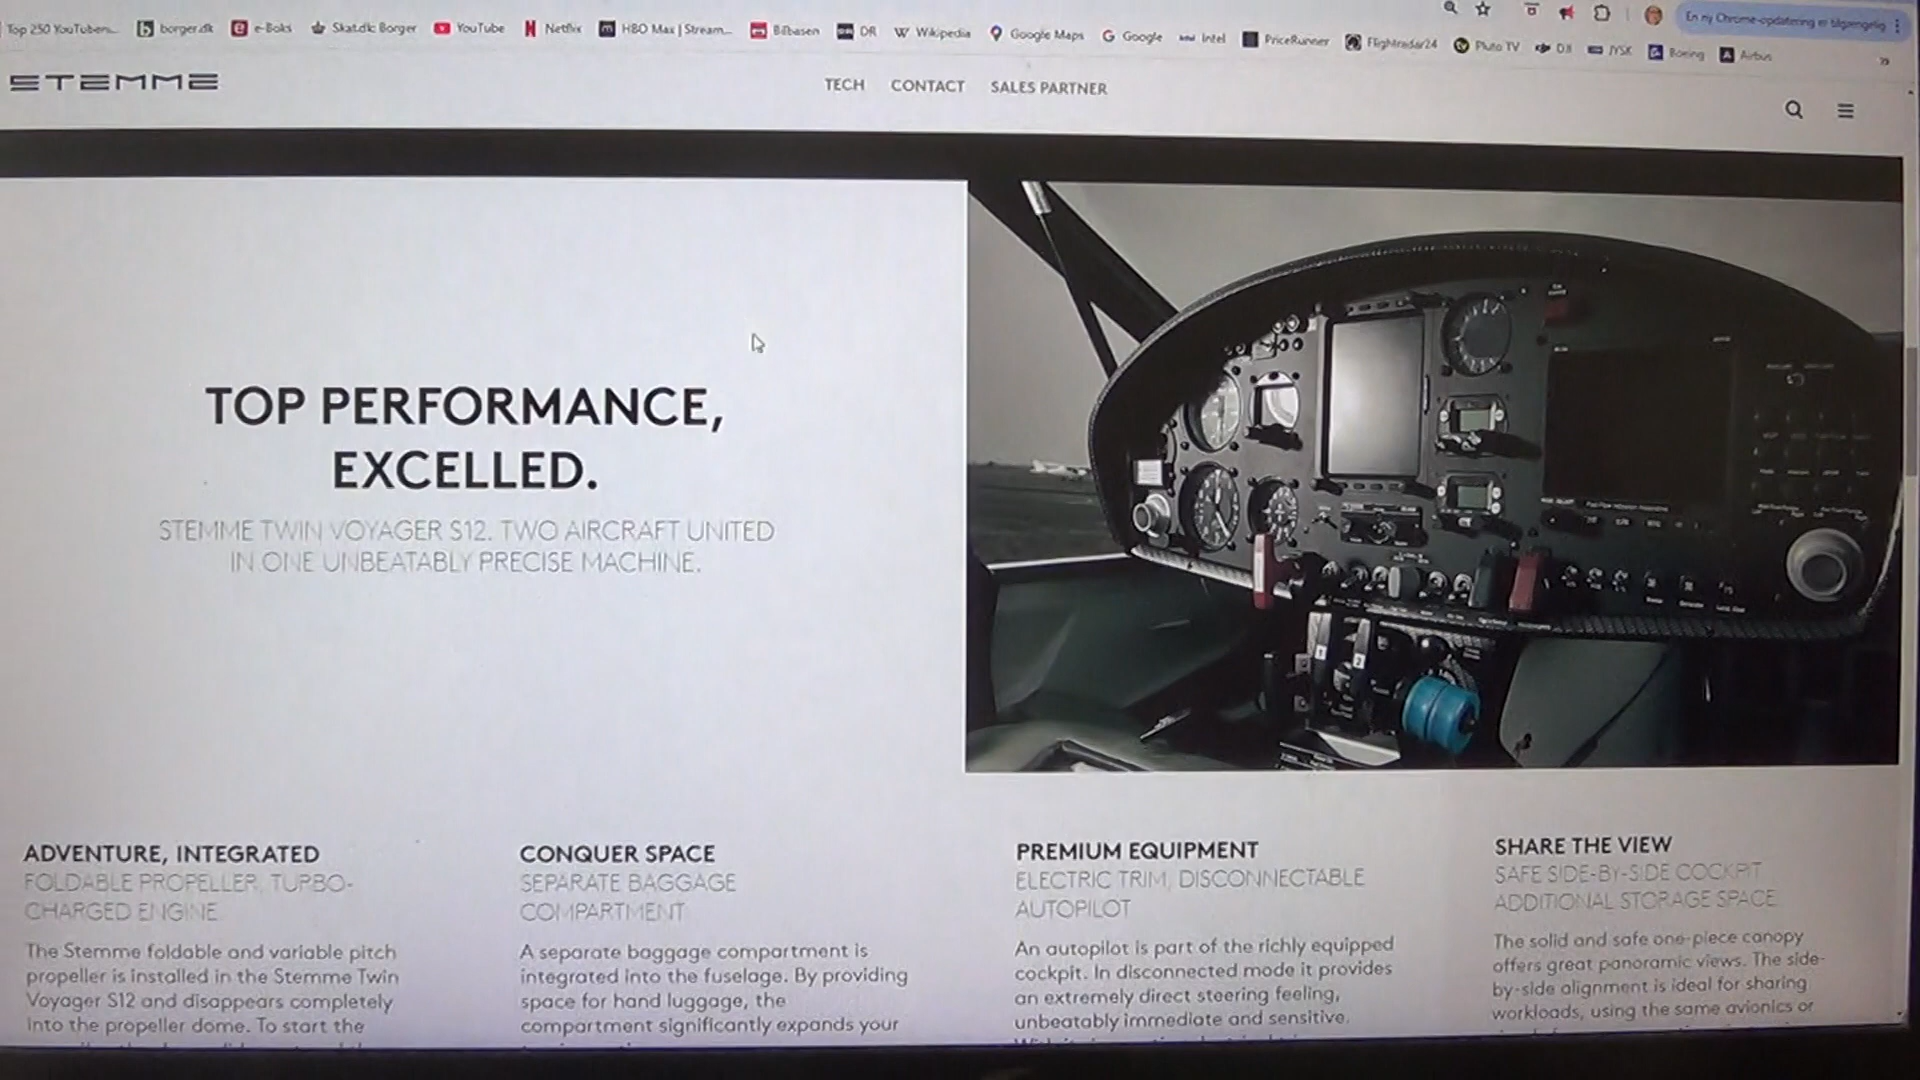 Top 250 YouTubers... borger.dk e-Boks Skat.dk: Borger YouTube Netflix HBO Max | Stream... Bilbasen DR Wikipedia Google Maps Google Intel PriceRunner Flightradar24 Pluto TV DJI JYSK Boeing Airbus
En ny Chrome-opdatering er tilgængelig
STEMME
TECH CONTACT SALES PARTNER
TOP PERFORMANCE,
EXCELLED.
STEMME TWIN VOYAGER S12. TWO AIRCRAFT UNITED
IN ONE UNBEATABLY PRECISE MACHINE.
ADVENTURE, INTEGRATED
FOLDABLE PROPELLER, TURBO-
CHARGED ENGINE
The Stemme foldable and variable pitch
propeller is installed in the Stemme Twin
Voyager S12 and disappears completely
into the propeller dome. To start the
CONQUER SPACE
SEPARATE BAGGAGE
COMPARTMENT
A separate baggage compartment is
integrated into the fuselage. By providing
space for hand luggage, the
compartment significantly expands your
PREMIUM EQUIPMENT
ELECTRIC TRIM, DISCONNECTABLE
AUTOPILOT
An autopilot is part of the richly equipped
cockpit. In disconnected mode it provides
an extremely direct steering feeling,
unbeatably immediate and sensitive.
SHARE THE VIEW
SAFE SIDE-BY-SIDE COCKPIT
ADDITIONAL STORAGE SPACE
The solid and safe one-piece canopy
offers great panoramic views. The side-
by-side alignment is ideal for sharing
workloads, using the same avionics or